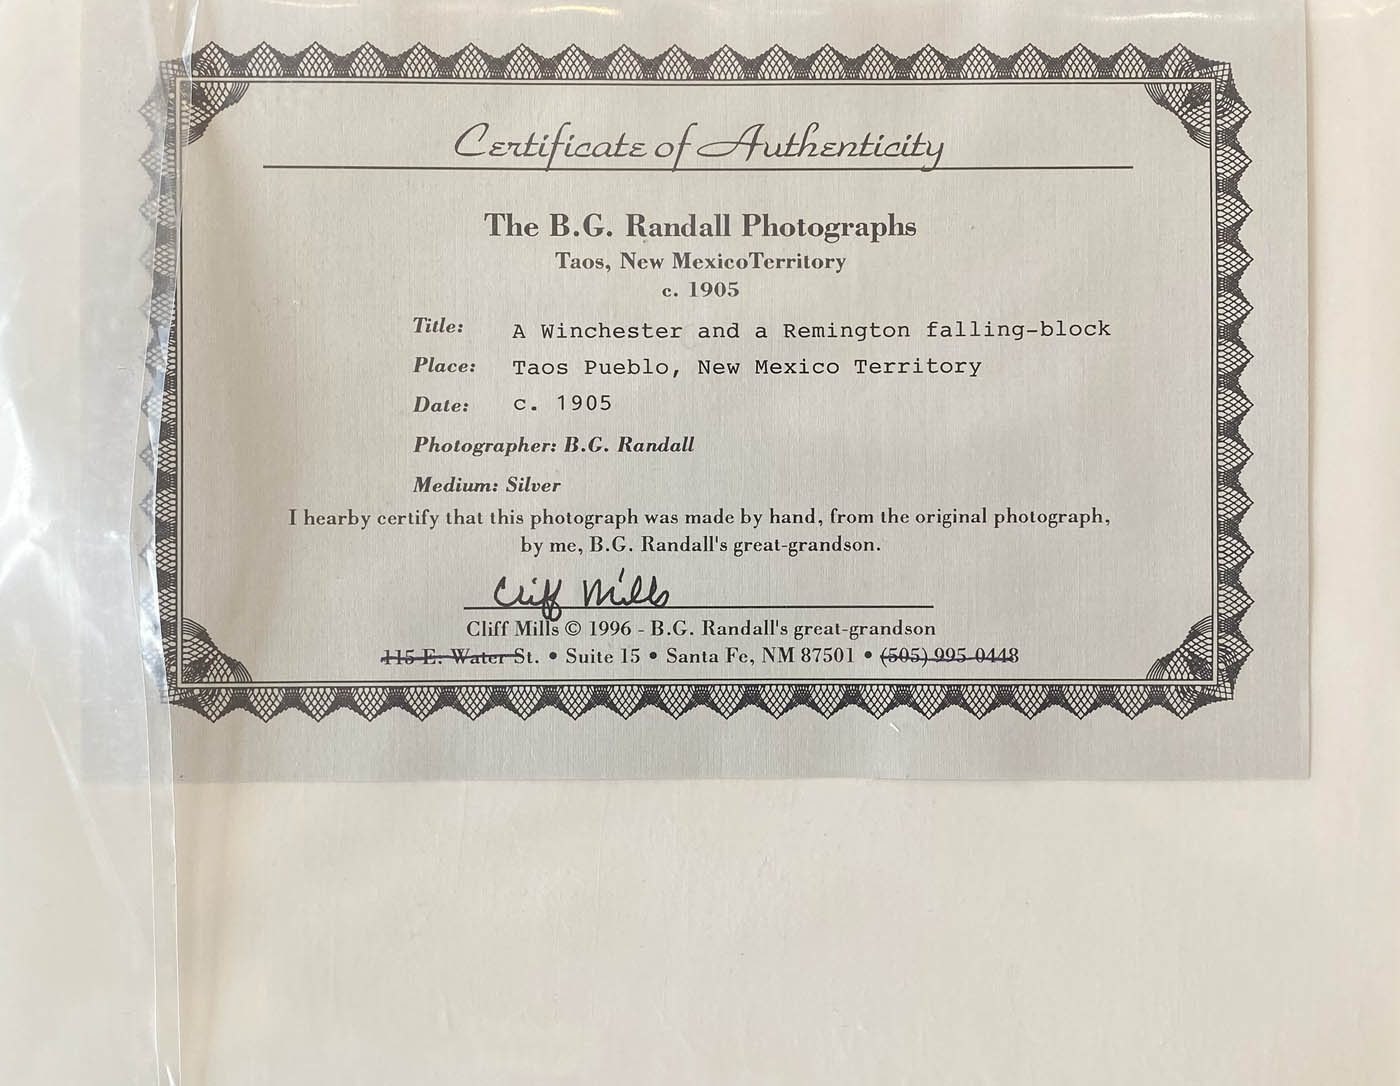 Certificate of Authenticity
The B.G. Randall Photographs
Taos, New MexicoTerritory
c. 1905
Title: A Winchester and a Remington falling-block
Place: Taos Pueblo, New Mexico Territory
Date: c. 1905
Photographer: B.G. Randall
Medium: Silver
I hearby certify that this photograph was made by hand, from the original photograph,
by me, B.G. Randall's great-grandson.
Cliff Mills
Cliff Mills © 1996 - B.G. Randall's great-grandson
115 E. Water St. • Suite 15 • Santa Fe, NM 87501 • (505) 995-0448